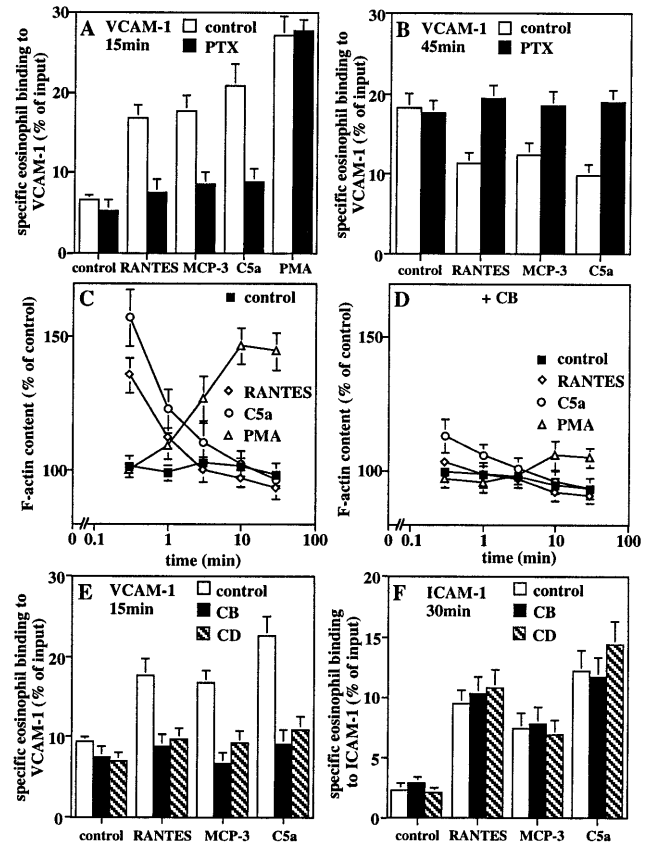 A
VCAM-1
15min
control
PTX
specific eosinophil binding to
VCAM-1 (% of input)
30
20
10
0
control RANTES MCP-3 C5a PMA
B
VCAM-1
45min
control
PTX
specific eosinophil binding to
VCAM-1 (% of input)
30
20
10
0
control RANTES MCP-3 C5a
C
control
RANTES
C5a
PMA
F-actin content (% of control)
150
100
0 0.1 1 10 100
time (min)
D
+ CB
control
RANTES
C5a
PMA
F-actin content (% of control)
150
100
0 0.1 1 10 100
time (min)
E
VCAM-1
15min
control
CB
CD
specific eosinophil binding to
VCAM-1 (% of input)
30
20
10
0
control RANTES MCP-3 C5a
F
ICAM-1
30min
control
CB
CD
specific eosinophil binding
to ICAM-1 (% of input)
20
15
10
5
0
control RANTES MCP-3 C5a